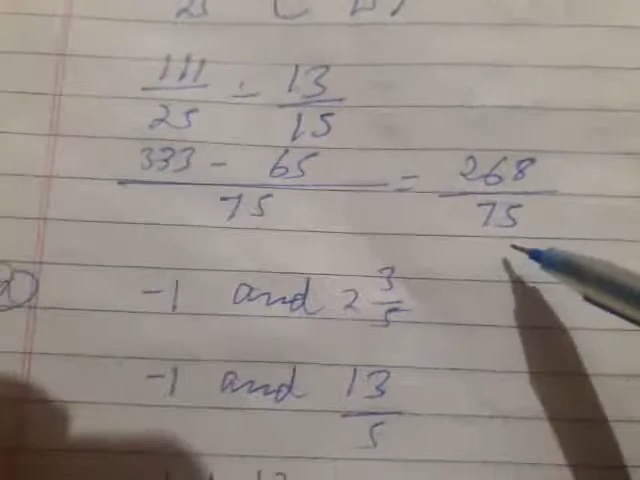 111/25 - 13/15
333 - 65/75 = 268/75
-1 and 2 3/5
-1 and 13/5